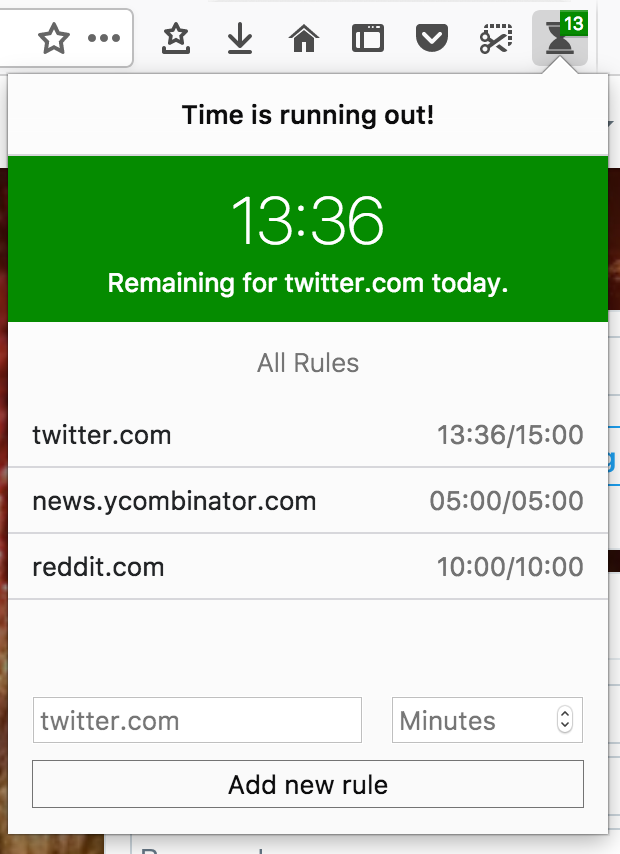 13
Time is running out!
13:36
Remaining for twitter.com today.
All Rules
twitter.com 13:36/15:00
news.ycombinator.com 05:00/05:00
reddit.com 10:00/10:00
twitter.com Minutes
Add new rule